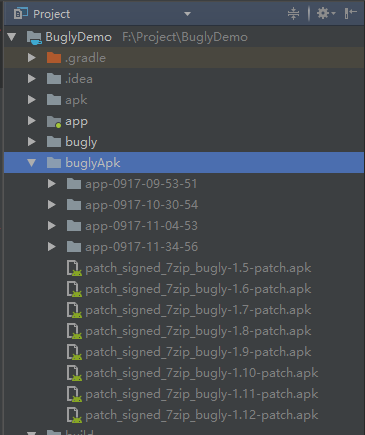 Project
BuglyDemo F:\Project\BuglyDemo
.gradle
.idea
apk
app
bugly
buglyApk
app-0917-09-53-51
app-0917-10-30-54
app-0917-11-04-53
app-0917-11-34-56
patch_signed_7zip_bugly-1.5-patch.apk
patch_signed_7zip_bugly-1.6-patch.apk
patch_signed_7zip_bugly-1.7-patch.apk
patch_signed_7zip_bugly-1.8-patch.apk
patch_signed_7zip_bugly-1.9-patch.apk
patch_signed_7zip_bugly-1.10-patch.apk
patch_signed_7zip_bugly-1.11-patch.apk
patch_signed_7zip_bugly-1.12-patch.apk
build